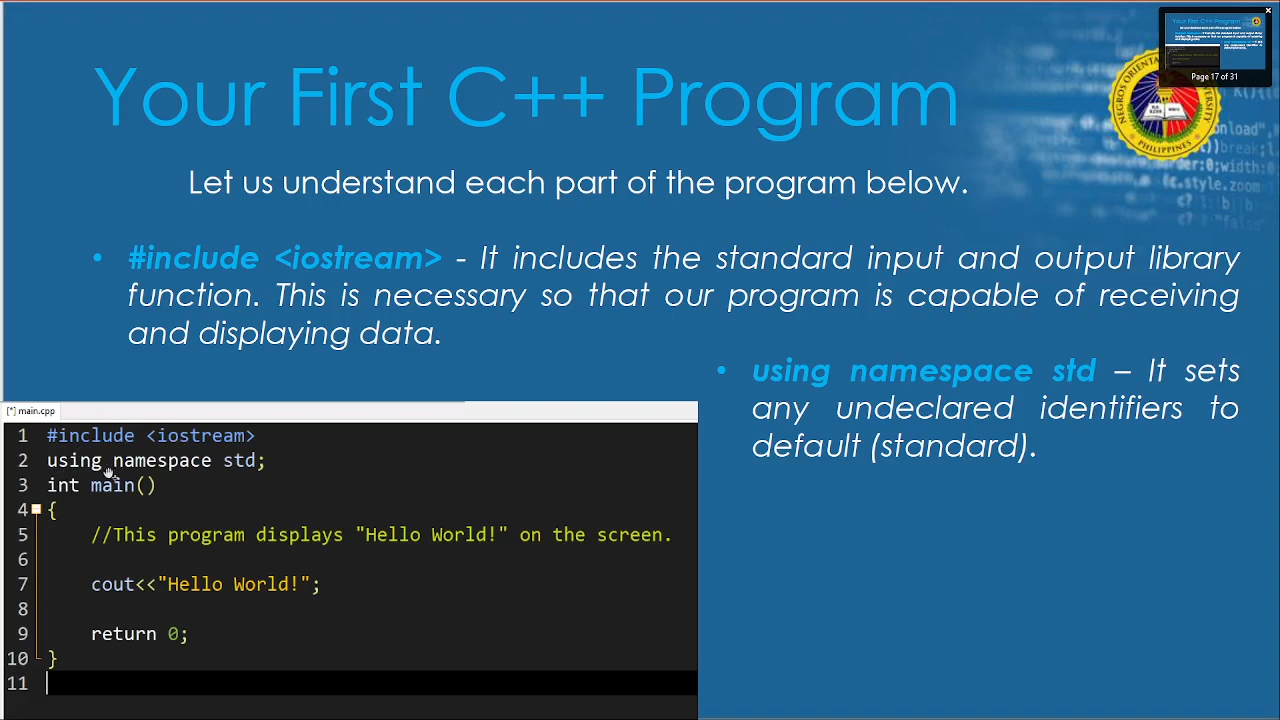 Your First C++ Program
Page 17 of 31
NEGROS ORIENTAL
PHILIPPINES
Let us understand each part of the program below.
• #include <iostream> - It includes the standard input and output library
function. This is necessary so that our program is capable of receiving
and displaying data.
• using namespace std – It sets
any undeclared identifiers to
default (standard).
[*] main.cpp
1 #include <iostream>
2 using namespace std;
3 int main()
4 {
5 //This program displays "Hello World!" on the screen.
6
7 cout<<"Hello World!";
8
9 return 0;
10 }
11